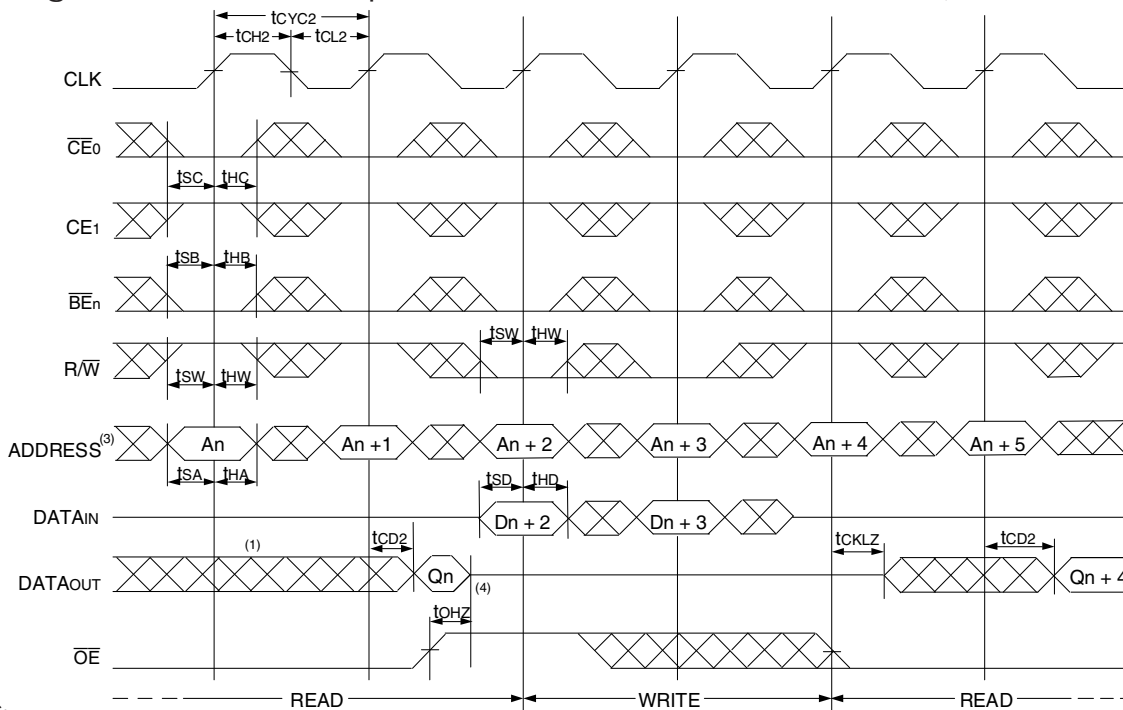 tCYC2
tCH2 tCL2
CLK
CE0
tSC tHC
CE1
tSB tHB
BEn
tSW tHW
R/W
tSW tHW
ADDRESS(3) An An +1 An + 2 An + 3 An + 4 An + 5
tSA tHA
tSD tHD
DATAIN Dn + 2 Dn + 3
(1) tCD2 tCKLZ tCD2
DATAOUT Qn Qn + 4
(4)
tOHZ
OE
READ WRITE READ